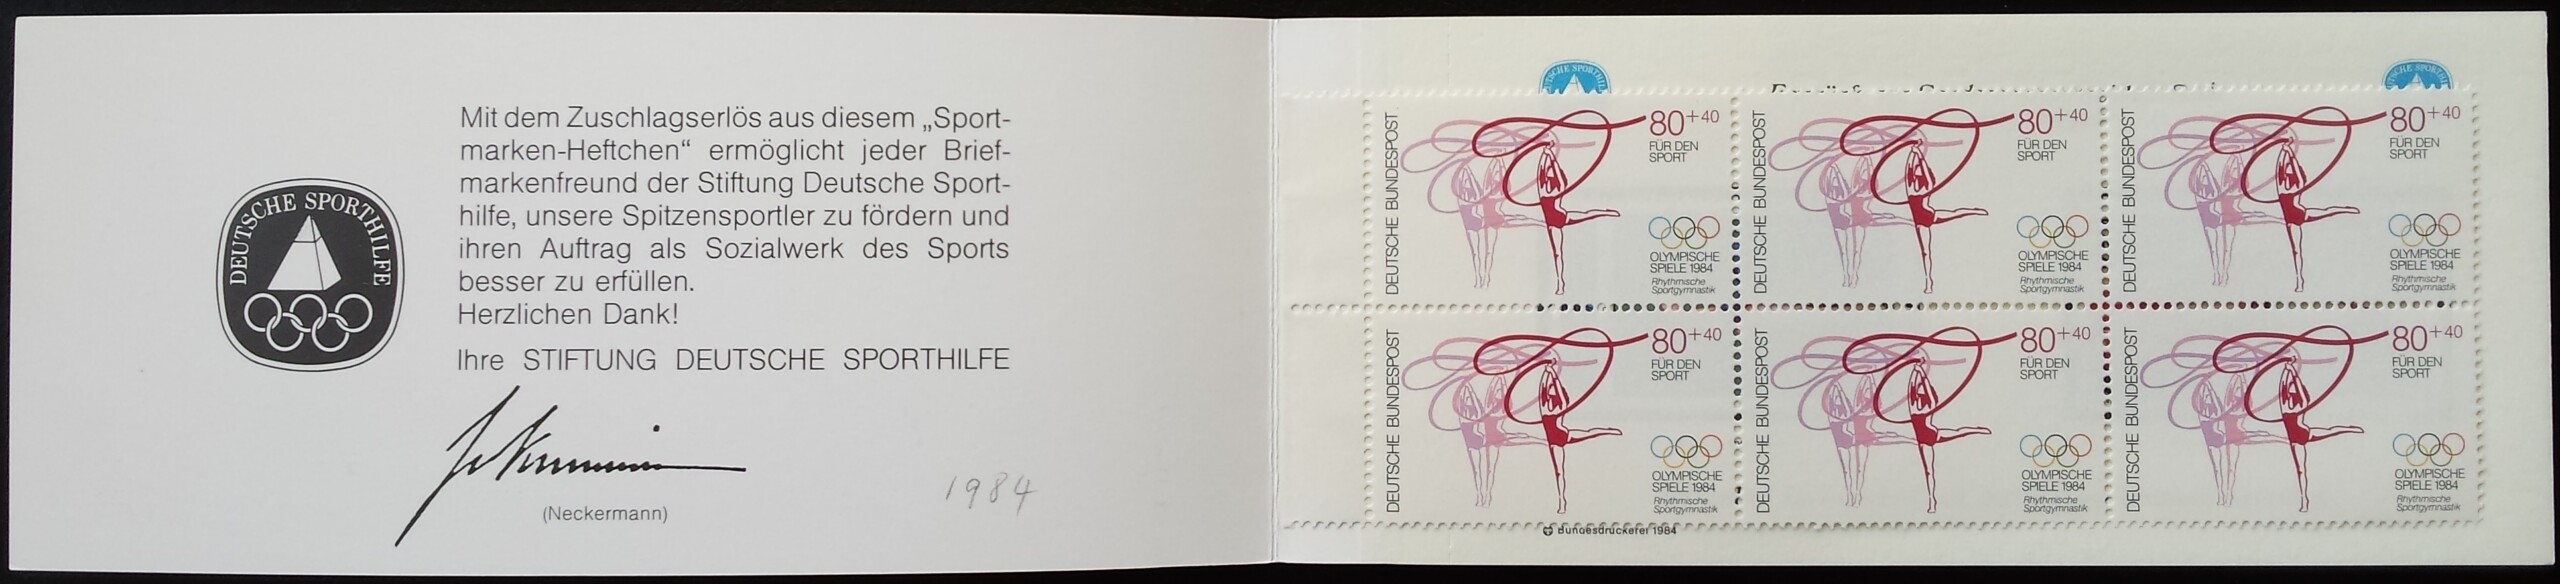 DEUTSCHE SPORTHILFE
Mit dem Zuschlagserlös aus diesem „Sport-
marken-Heftchen“ ermöglicht jeder Brief-
markenfreund der Stiftung Deutsche Sport-
hilfe, unsere Spitzensportler zu fördern und
ihren Auftrag als Sozialwerk des Sports
besser zu erfüllen.
Herzlichen Dank!
Ihre STIFTUNG DEUTSCHE SPORTHILFE
(Neckermann)
1984
DEUTSCHE SPORTHILFE
DEUTSCHE SPORTHILFE
DEUTSCHE BUNDESPOST
80+40
FÜR DEN
SPORT
OLYMPISCHE
SPIELE 1984
Rhythmische
Sportgymnastik
DEUTSCHE BUNDESPOST
80+40
FÜR DEN
SPORT
OLYMPISCHE
SPIELE 1984
Rhythmische
Sportgymnastik
DEUTSCHE BUNDESPOST
80+40
FÜR DEN
SPORT
OLYMPISCHE
SPIELE 1984
Rhythmische
Sportgymnastik
DEUTSCHE BUNDESPOST
80+40
FÜR DEN
SPORT
OLYMPISCHE
SPIELE 1984
Rhythmische
Sportgymnastik
DEUTSCHE BUNDESPOST
80+40
FÜR DEN
SPORT
OLYMPISCHE
SPIELE 1984
Rhythmische
Sportgymnastik
DEUTSCHE BUNDESPOST
80+40
FÜR DEN
SPORT
OLYMPISCHE
SPIELE 1984
Rhythmische
Sportgymnastik
Bundesdruckerei 1984